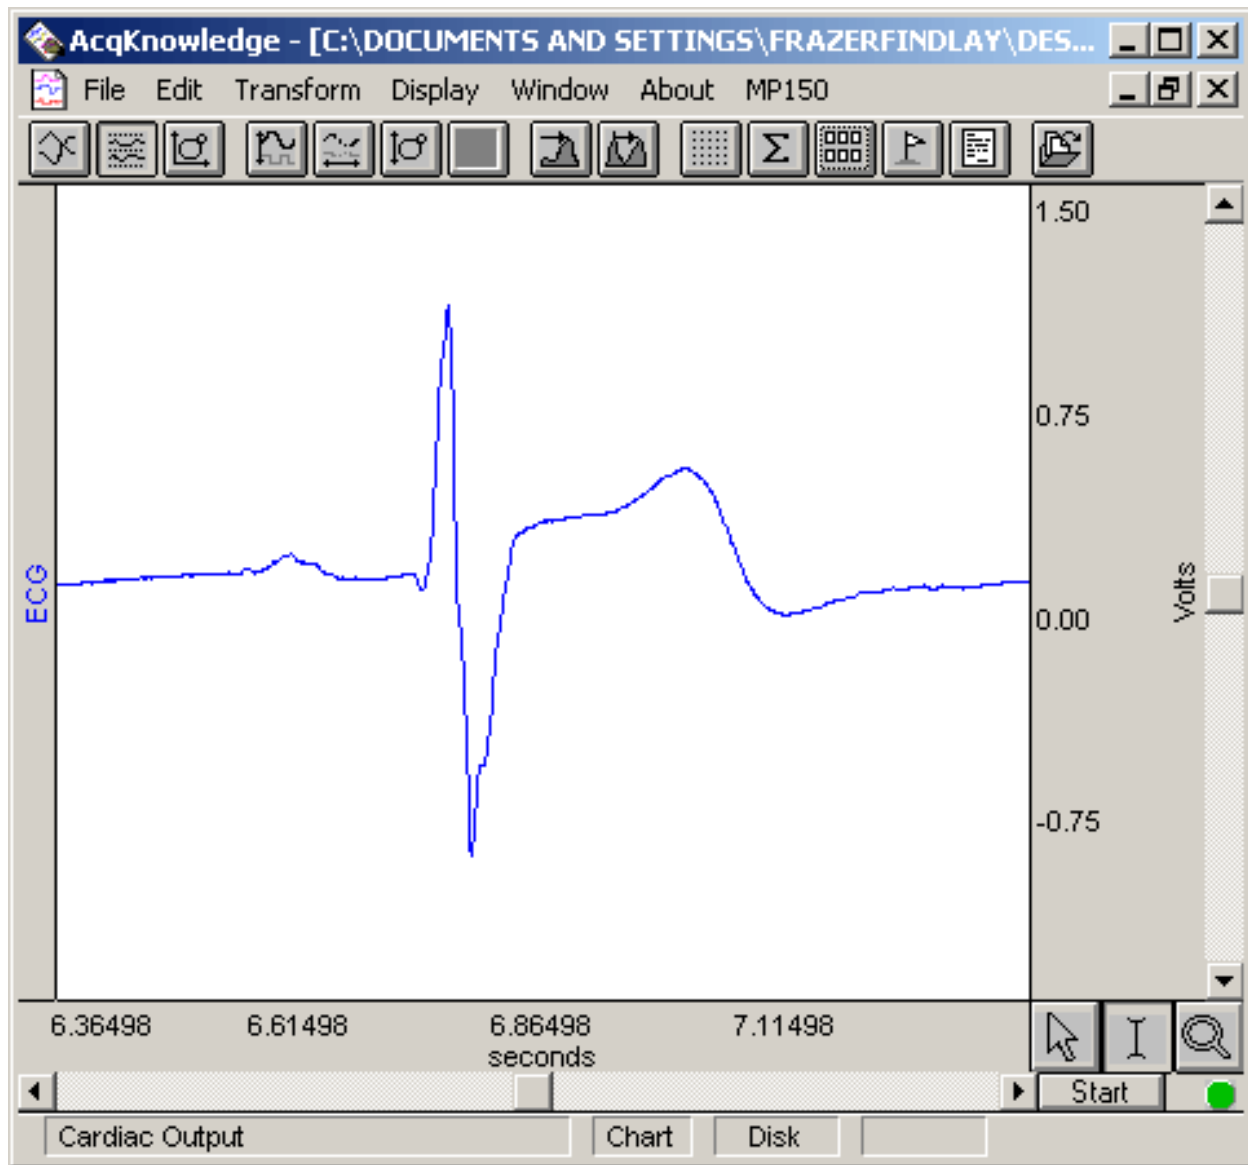 AcqKnowledge - [C:\DOCUMENTS AND SETTINGS\FRAZERFINDLAY\DES...
File Edit Transform Display Window About MP150
ECG
1.50
0.75
0.00
-0.75
Volts
6.36498 6.61498 6.86498 7.11498
seconds
Start
Cardiac Output Chart Disk